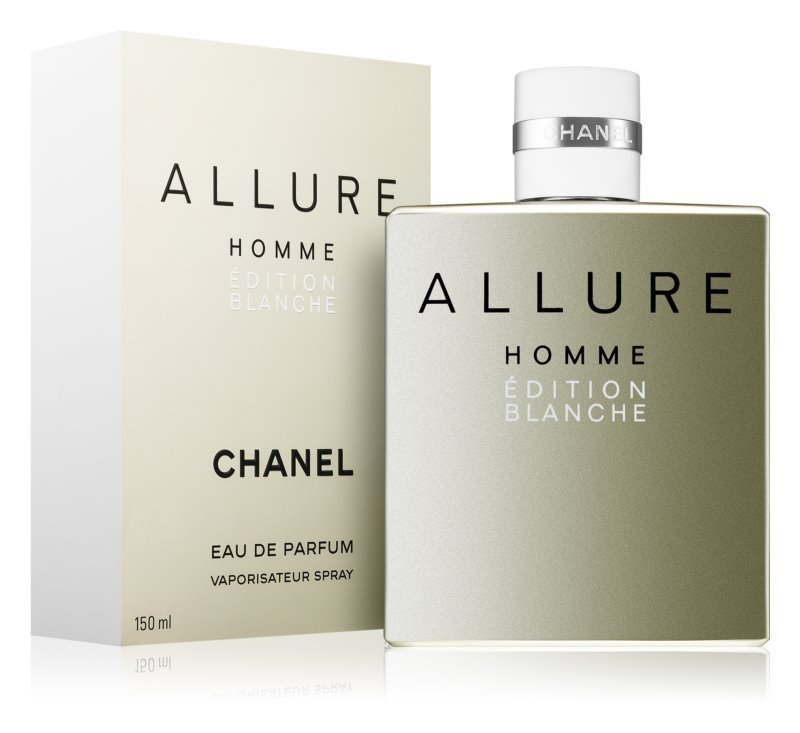 ALLURE
HOMME
ÉDITION
BLANCHE
CHANEL
EAU DE PARFUM
VAPORISATEUR SPRAY
150 ml
CHANEL
ALLURE
HOMME
ÉDITION
BLANCHE